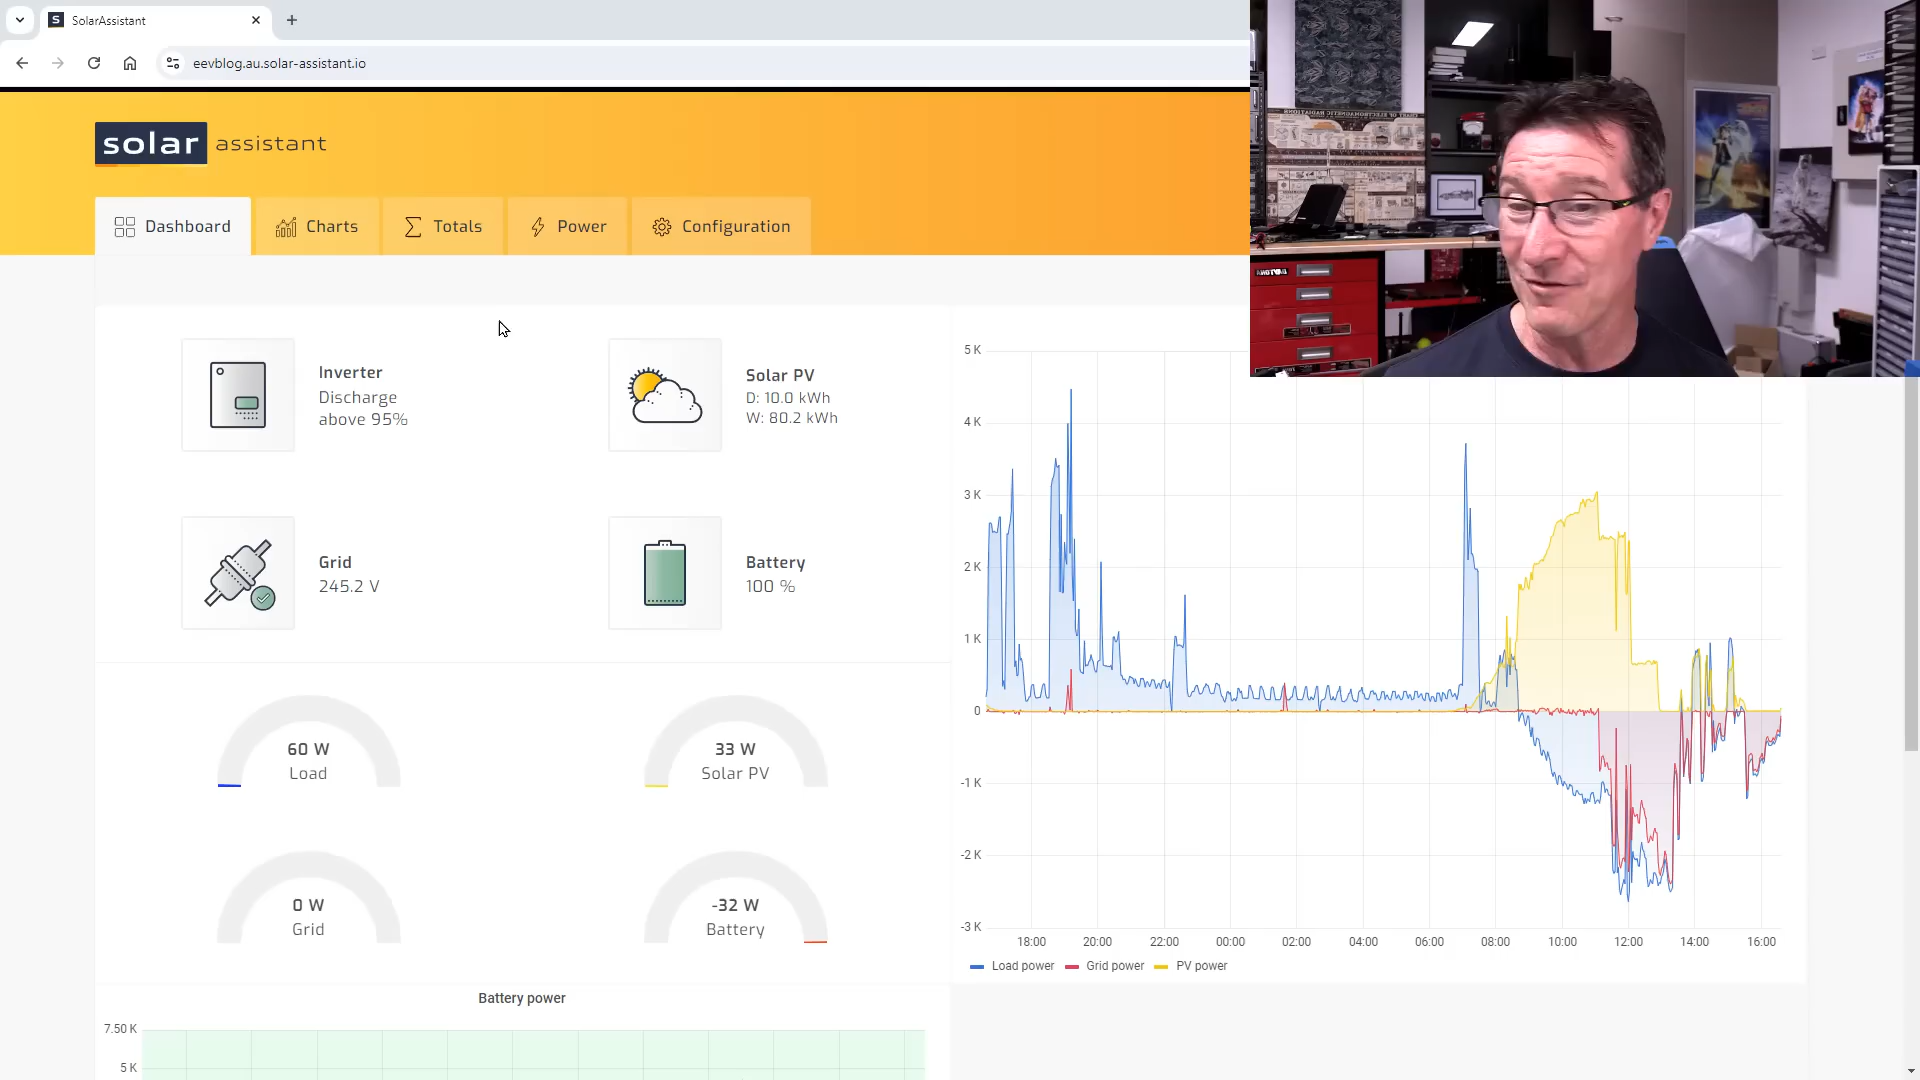 SolarAssistant
eevblog.au.solar-assistant.io
solar assistant
Dashboard
Charts
Totals
Power
Configuration
Inverter
Discharge
above 95%
Solar PV
D: 10.0 kWh
W: 80.2 kWh
Grid
245.2 V
Battery
100 %
60 W
Load
33 W
Solar PV
0 W
Grid
-32 W
Battery
5 K
4 K
3 K
2 K
1 K
0
-1 K
-2 K
-3 K
18:00 20:00 22:00 00:00 02:00 04:00 06:00 08:00 10:00 12:00 14:00 16:00
Load power Grid power PV power
Battery power
7.50 K
5 K